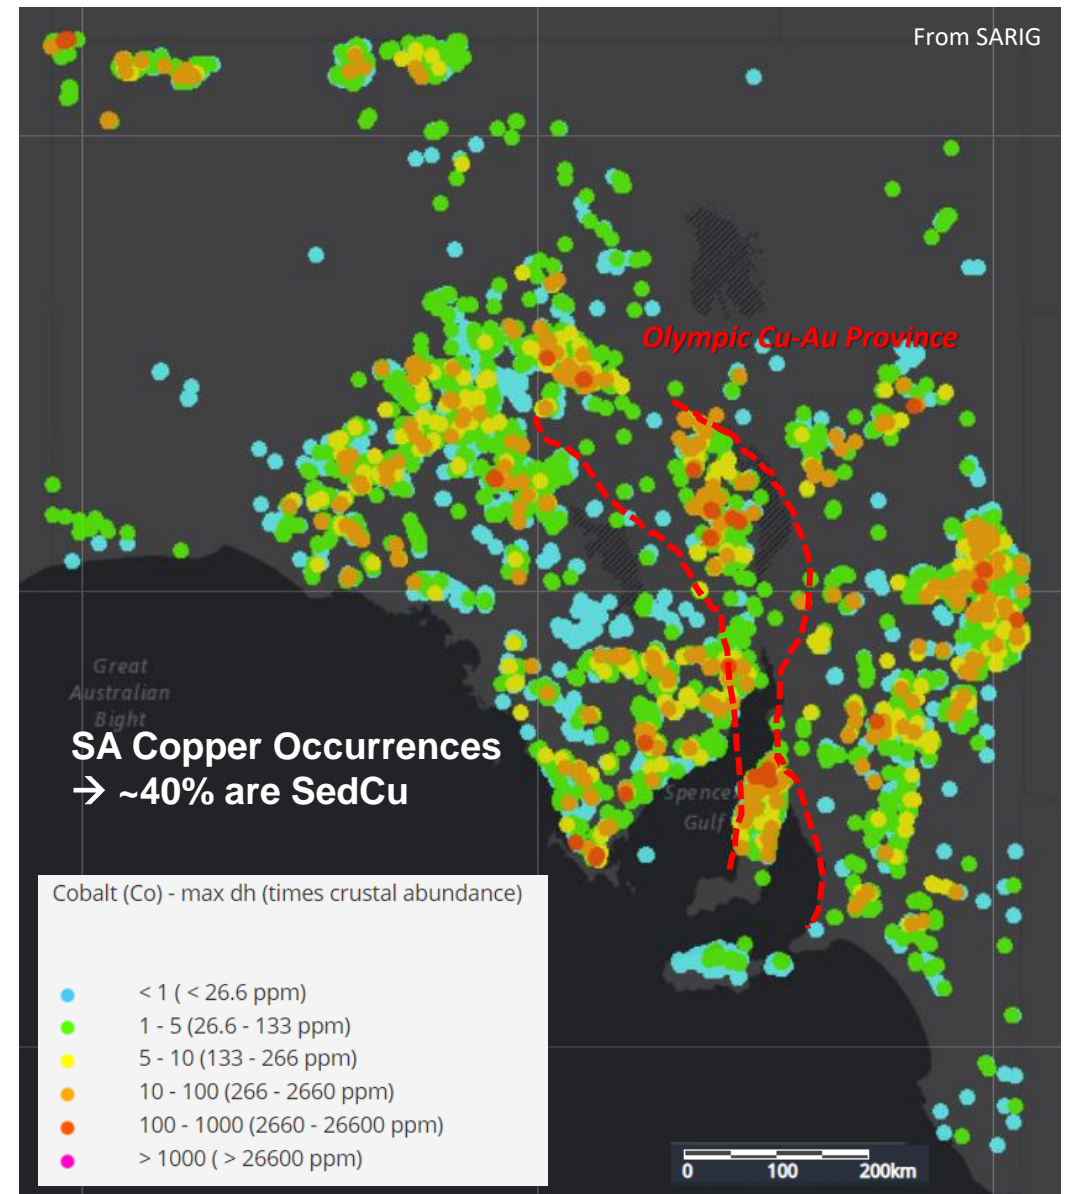 From SARIG
Olympic Cu-Au Province
Great
Australian
Bight
SA Copper Occurrences
→ ~40% are SedCu
Spencer
Gulf
Cobalt (Co) - max dh (times crustal abundance)
< 1 ( < 26.6 ppm)
1 - 5 (26.6 - 133 ppm)
5 - 10 (133 - 266 ppm)
10 - 100 (266 - 2660 ppm)
100 - 1000 (2660 - 26600 ppm)
> 1000 ( > 26600 ppm)
0 100 200km